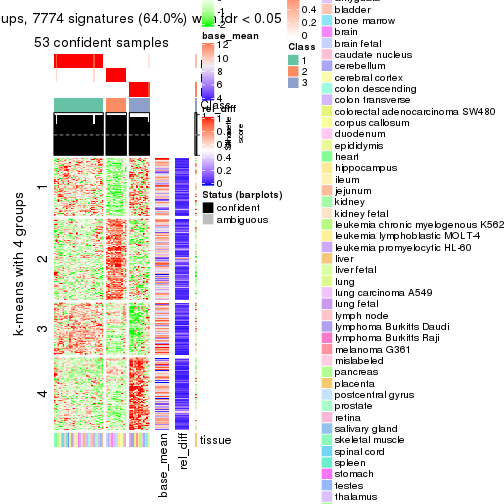 ups, 7774 signatures (64.0%) w
fdr < 0.05
53 confident samples
1
2
3
4
k-means with 4 groups
base_mean
rel_diff
tissue
-2
base_mean
12
10
8
6
4
rel_diff
1
0.8
0.6
0.4
0.2
0
Status (barplots)
confident
ambiguous
Class
score
0.4
0.2
0
Class
1
2
3
bladder
bone marrow
brain
brain fetal
caudate nucleus
cerebellum
cerebral cortex
colon descending
colon transverse
colorectal adenocarcinoma SW480
corpus callosum
duodenum
epididymis
heart
hippocampus
ileum
jejunum
kidney
kidney fetal
leukemia chronic myelogenous K562
leukemia lymphoblastic MOLT-4
leukemia promyelocytic HL-60
liver
liver fetal
lung
lung carcinoma A549
lung fetal
lymph node
lymphoma Burkitts Daudi
lymphoma Burkitts Raji
melanoma G361
mislabeled
pancreas
placenta
postcentral gyrus
prostate
retina
salivary gland
skeletal muscle
spinal cord
spleen
stomach
testes
thalamus